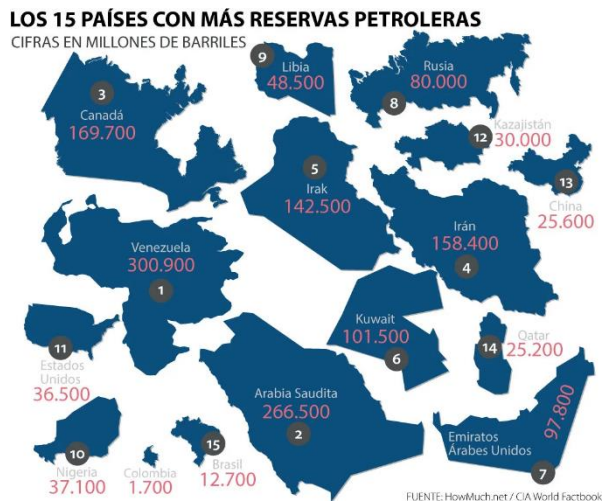 LOS 15 PAÍSES CON MÁS RESERVAS PETROLERAS
CIFRAS EN MILLONES DE BARRILES
3
Canadá
169.700
9
Libia
48.500
Rusia
80.000
8
12
Kazajistán
30.000
13
China
25.600
5
Irak
142.500
Irán
158.400
4
Venezuela
300.900
1
Kuwait
101.500
6
14
Qatar
25.200
11
Estados
Unidos
36.500
Arabia Saudita
266.500
2
97.800
Emiratos
Árabes Unidos
7
10
Nigeria
37.100
Colombia
1.700
15
Brasil
12.700
FUENTE: HowMuch.net / CIA World Factbook